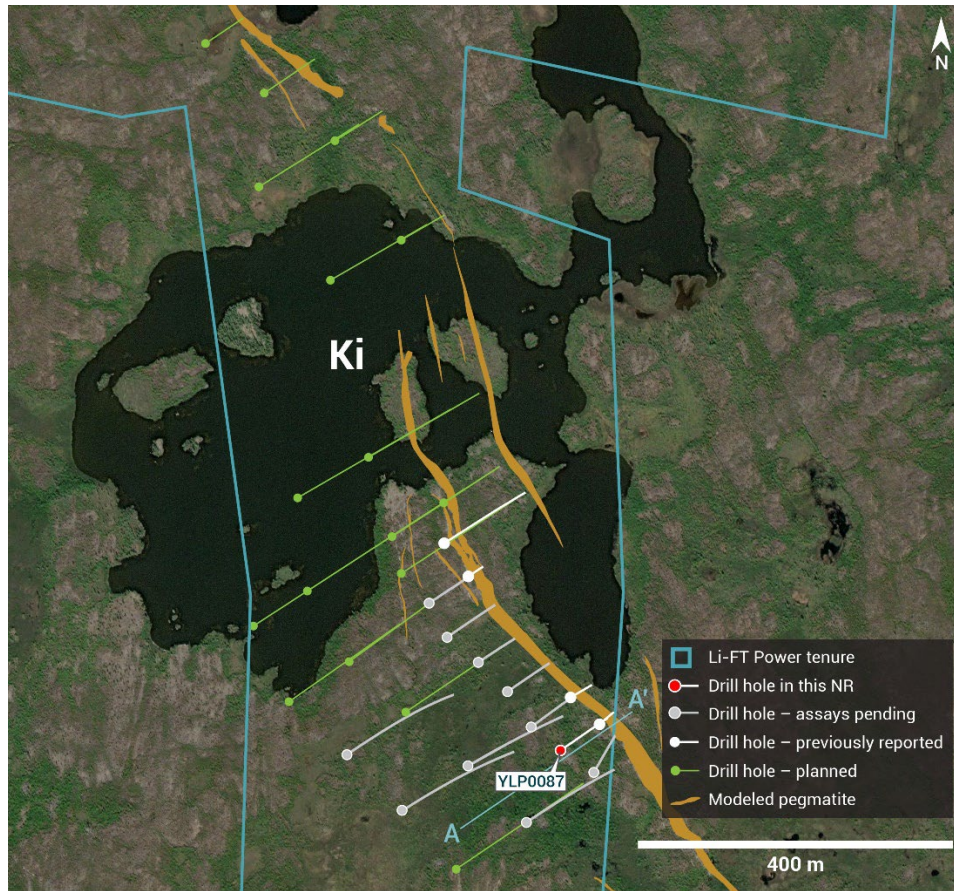 N
Ki
Li-FT Power tenure
Drill hole in this NR
Drill hole – assays pending
Drill hole – previously reported
Drill hole – planned
Modeled pegmatite
A'
YLP0087
A
400 m